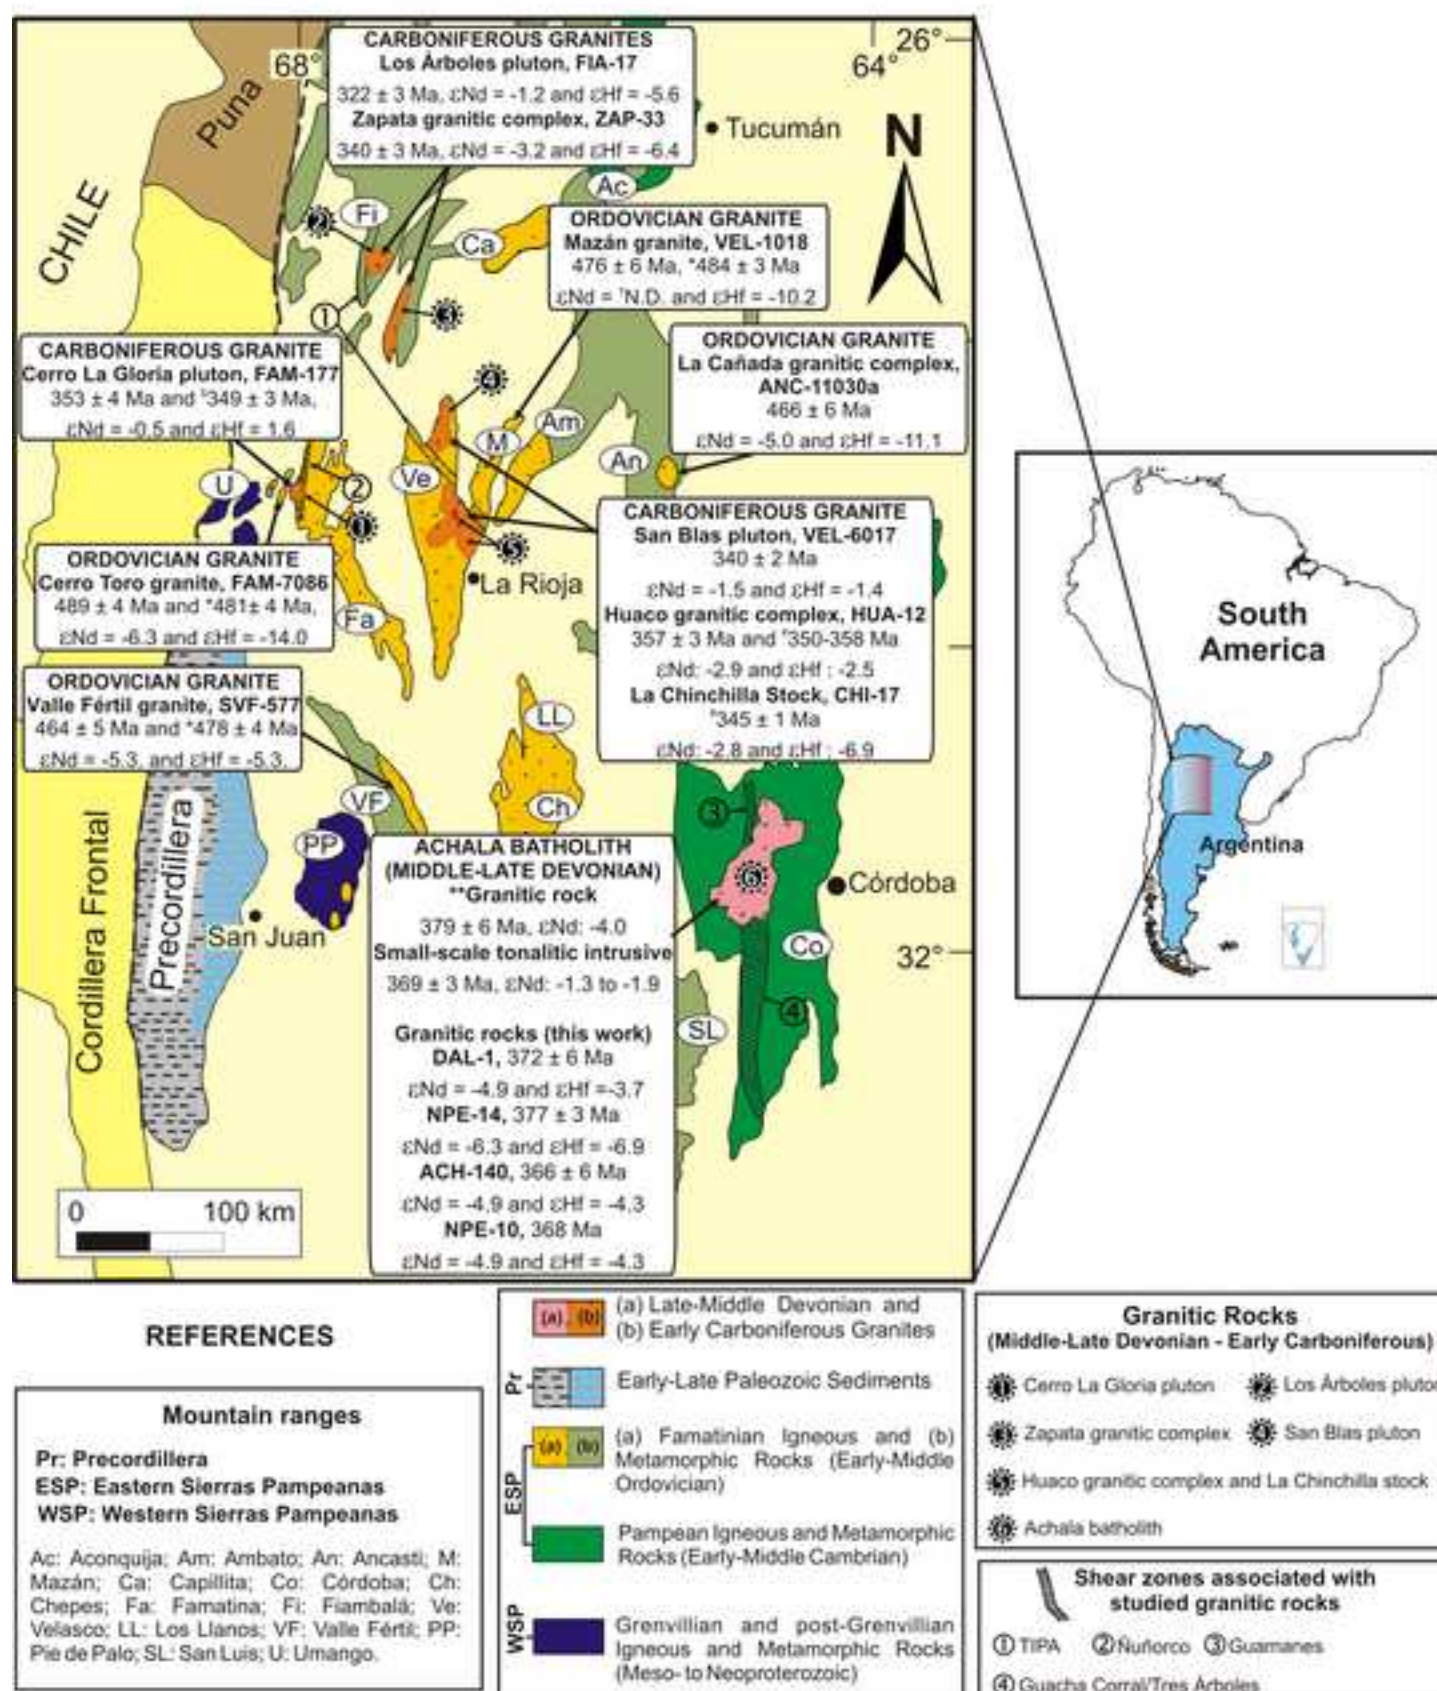 68°
64°
26°
CARBONIFEROUS GRANITES
Los Árboles pluton, FIA-17
322 ± 3 Ma, εNd = -1.2 and εHf = -5.6
Zapata granitic complex, ZAP-33
340 ± 3 Ma, εNd = -3.2 and εHf = -6.4
Puna
CHILE
Tucumán
N
Ac
Fi
Ca
2
3
1
ORDOVICIAN GRANITE
Mazán granite, VEL-1018
476 ± 6 Ma, *484 ± 3 Ma
N.D. and εHf = -10.2
CARBONIFEROUS GRANITE
Cerro La Gloria pluton, FAM-177
353 ± 4 Ma and 349 ± 3 Ma,
εNd = -0.5 and εHf = 1.6
ORDOVICIAN GRANITE
La Cañada granitic complex,
ANC-11030a
466 ± 6 Ma
εNd = -5.0 and εHf = -11.1
4
M
Am
An
Ve
U
2
1
5
La Rioja
Fa
ORDOVICIAN GRANITE
Cerro Toro granite, FAM-7086
489 ± 4 Ma and *481± 4 Ma,
εNd = -6.3 and εHf = -14.0
CARBONIFEROUS GRANITE
San Blas pluton, VEL-6017
340 ± 2 Ma
εNd = -1.5 and εHf = -1.4
Huaco granitic complex, HUA-12
357 ± 3 Ma and 350-358 Ma
εNd: -2.9 and εHf : -2.5
La Chinchilla Stock, CHI-17
345 ± 1 Ma
εNd: -2.8 and εHf : -6.9
ORDOVICIAN GRANITE
Valle Fértil granite, SVF-577
464 ± 5 Ma and *478 ± 4 Ma
εNd = -5.3, and εHf = -5.3.
LL
Ch
VF
PP
3
6
Córdoba
Co
32°
4
SL
Cordillera Frontal
Precordillera
San Juan
ACHALA BATHOLITH
(MIDDLE-LATE DEVONIAN)
**Granitic rock
379 ± 6 Ma, εNd: -4.0
Small-scale tonalitic intrusive
369 ± 3 Ma, εNd: -1.3 to -1.9
Granitic rocks (this work)
DAL-1, 372 ± 6 Ma
εNd = -4.9 and εHf =-3.7
NPE-14, 377 ± 3 Ma
εNd = -6.3 and εHf = -6.9
ACH-140, 366 ± 6 Ma
εNd = -4.9 and εHf = -4.3
NPE-10, 368 Ma
εNd = -4.9 and εHf = -4.3
0 100 km
South
America
Argentina
REFERENCES
Mountain ranges
Pr: Precordillera
ESP: Eastern Sierras Pampeanas
WSP: Western Sierras Pampeanas
Ac: Aconquija; Am: Ambato; An: Ancasti; M:
Mazán; Ca: Capillita; Co: Córdoba; Ch:
Chepes; Fa: Famatina; Fi: Fiambalá; Ve:
Velasco; LL: Los Llanos; VF: Valle Fértil; PP:
Pie de Palo; SL: San Luis; U: Umango.
(a) (b)
(a) Late-Middle Devonian and
(b) Early Carboniferous Granites
Pr
Early-Late Paleozoic Sediments
ESP
(a) (b)
(a) Famatinian Igneous and (b)
Metamorphic Rocks (Early-Middle
Ordovician)
Pampean Igneous and Metamorphic
Rocks (Early-Middle Cambrian)
WSP
Grenvillian and post-Grenvillian
Igneous and Metamorphic Rocks
(Meso- to Neoproterozoic)
Granitic Rocks
(Middle-Late Devonian - Early Carboniferous)
1 Cerro La Gloria pluton 2 Los Árboles pluton
3 Zapata granitic complex 4 San Blas pluton
5 Huaco granitic complex and La Chinchilla stock
6 Achala batholith
Shear zones associated with
studied granitic rocks
1 TIPA 2 Ñuñorco 3 Guamanes
4 Guacha Corral/Tres Árboles